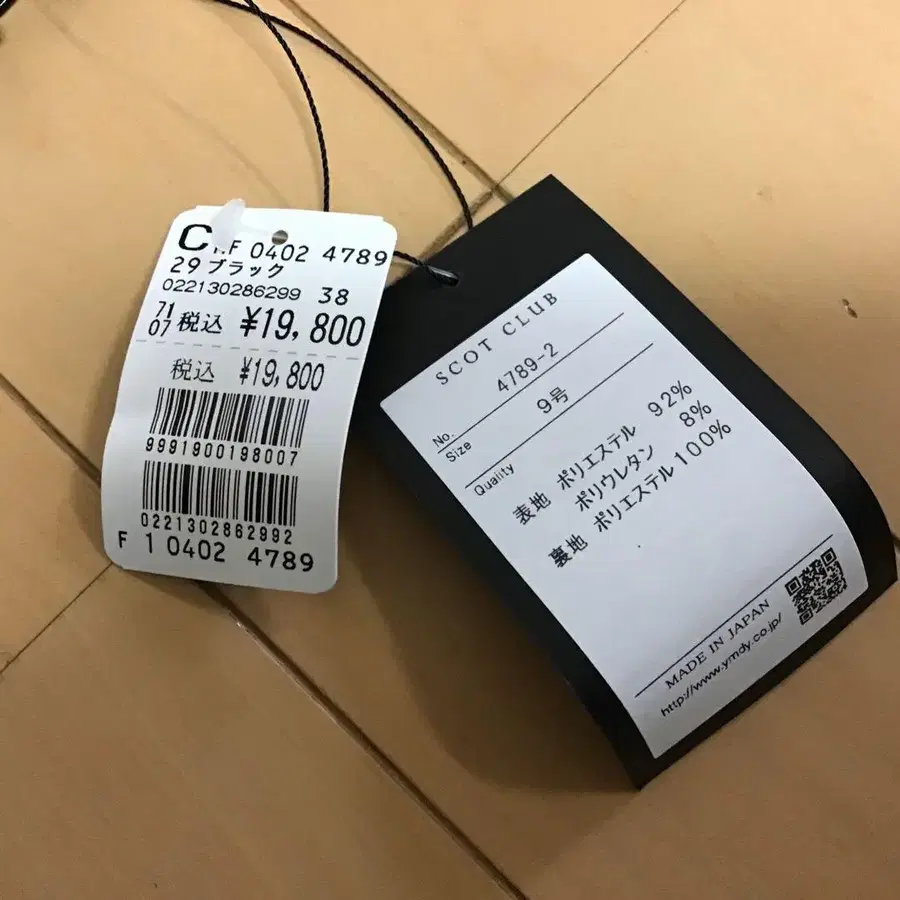 C
F 0402 4789
29 ブラック
022130286299 38
71
07 税込 ¥19,800
税込 ¥19,800
9991900198007
0221302862992
F 1 0402 4789
SCOT CLUB
No. 4789-2
Size 9号
Quality
表地 ポリエステル 92%
ポリウレタン 8%
裏地 ポリエステル 100%
MADE IN JAPAN
http://www.ymdy.co.jp/